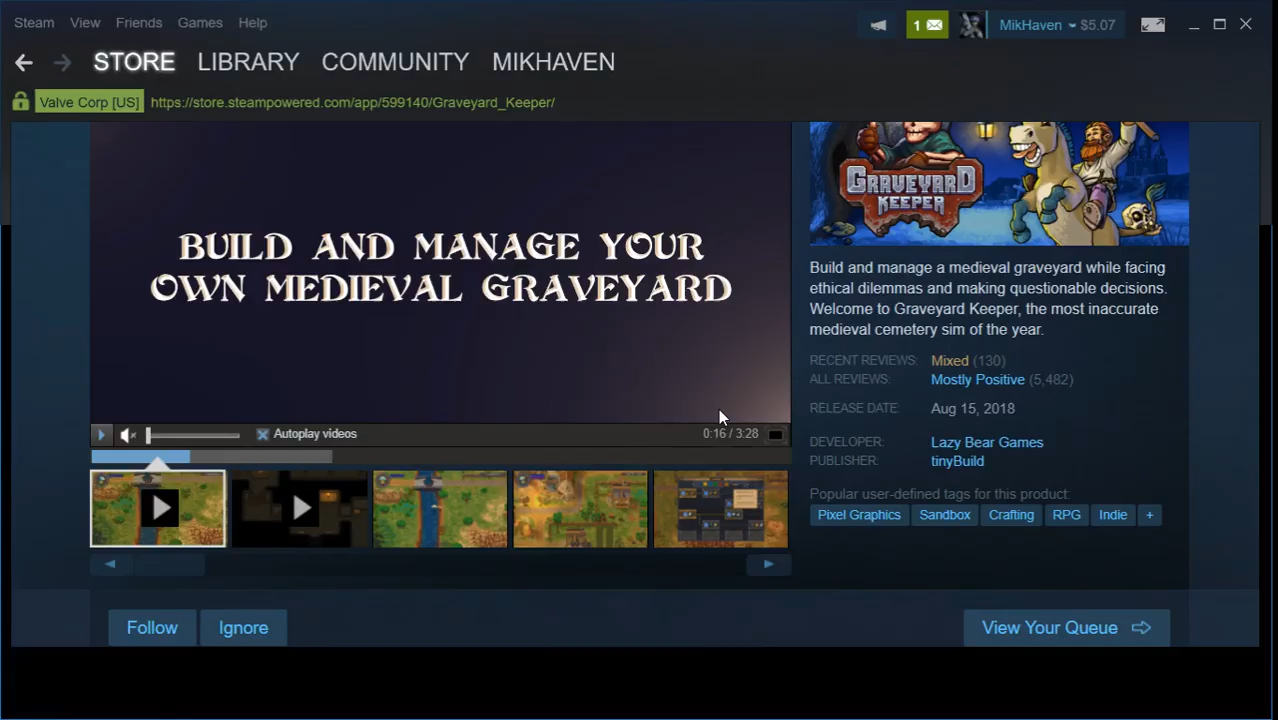 Steam View Friends Games Help
1 MikHaven $5.07
STORE LIBRARY COMMUNITY MIKHAVEN
Valve Corp [US] https://store.steampowered.com/app/599140/Graveyard_Keeper/
BUILD AND MANAGE YOUR
OWN MEDIEVAL GRAVEYARD
Autoplay videos 0:16 / 3:28
GRAVEYARD
KEEPER
Build and manage a medieval graveyard while facing
ethical dilemmas and making questionable decisions.
Welcome to Graveyard Keeper, the most inaccurate
medieval cemetery sim of the year.
RECENT REVIEWS: Mixed (130)
ALL REVIEWS: Mostly Positive (5,482)
RELEASE DATE: Aug 15, 2018
DEVELOPER: Lazy Bear Games
PUBLISHER: tinyBuild
Popular user-defined tags for this product:
Pixel Graphics Sandbox Crafting RPG Indie +
Follow Ignore View Your Queue